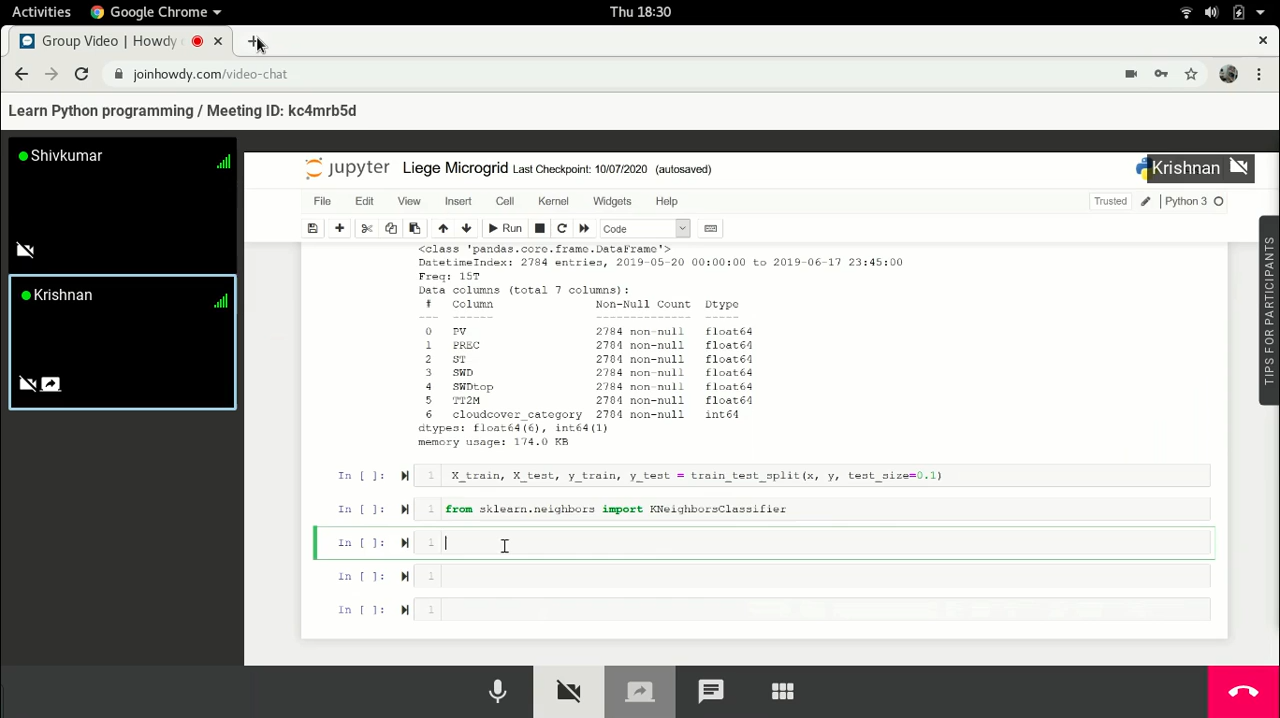 Activities Google Chrome Thu 18:30
Group Video | Howdy
joinhowdy.com/video-chat
Learn Python programming / Meeting ID: kc4mrb5d
Shivkumar
Krishnan
jupyter Liege Microgrid Last Checkpoint: 10/07/2020 (autosaved)
Krishnan
File Edit View Insert Cell Kernel Widgets Help
Trusted Python 3
Run Code
<class 'pandas.core.frame.DataFrame'>
DatetimeIndex: 2784 entries, 2019-05-20 00:00:00 to 2019-06-17 23:45:00
Freq: 15T
Data columns (total 7 columns):
# Column Non-Null Count Dtype
--- ------ -------------- -----
0 PV 2784 non-null float64
1 PREC 2784 non-null float64
2 ST 2784 non-null float64
3 SWD 2784 non-null float64
4 SWDtop 2784 non-null float64
5 TT2M 2784 non-null float64
6 cloudcover_category 2784 non-null int64
dtypes: float64(6), int64(1)
memory usage: 174.0 KB
In [ ]: 1 X_train, X_test, y_train, y_test = train_test_split(x, y, test_size=0.1)
In [ ]: 1 from sklearn.neighbors import KNeighborsClassifier
In [ ]: 1
In [ ]: 1
In [ ]: 1
TIPS FOR PARTICIPANTS